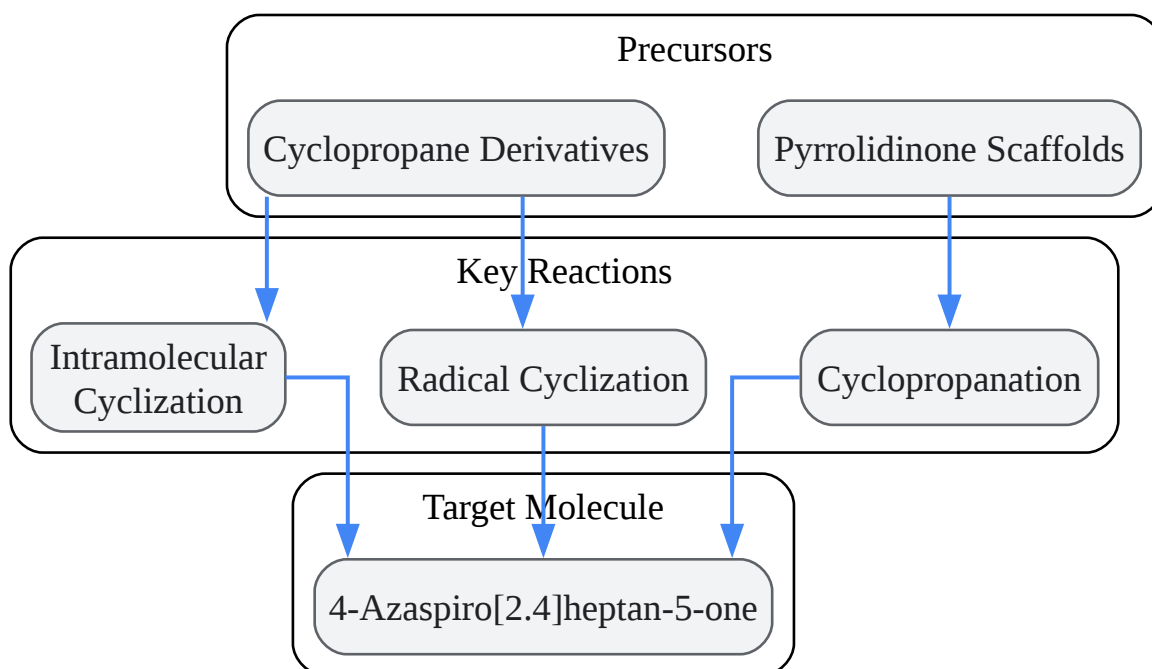 Precursors
Cyclopropane Derivatives
Pyrrolidinone Scaffolds
Key Reactions
Intramolecular
Cyclization
Radical Cyclization
Cyclopropanation
Target Molecule
4-Azaspiro[2.4]heptan-5-one